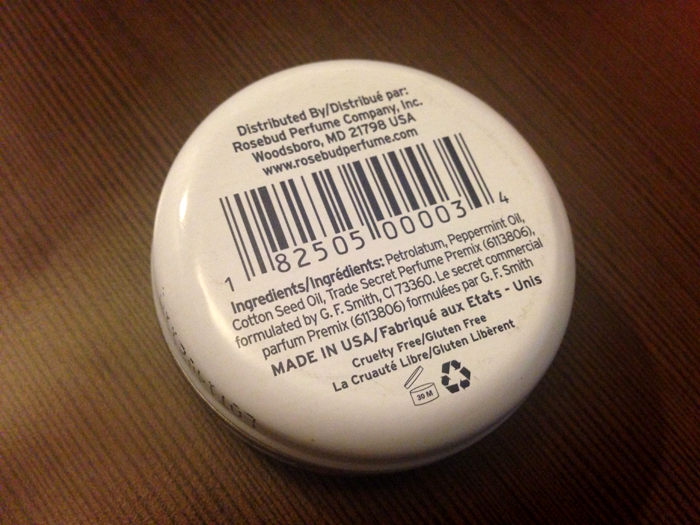 Distributed By/Distribué par:
Rosebud Perfume Company, Inc.
Woodsboro, MD 21798 USA
www.rosebudperfume.com
1 82505 00003 4
Ingredients/Ingrédients: Petrolatum, Peppermint Oil,
Cotton Seed Oil, Trade Secret Perfume Premix (6113806),
formulated by G. F. Smith, CI 73360. Le secret commercial
parfum Premix (6113806) formulées par G. F. Smith
MADE IN USA/Fabriqué aux Etats - Unis
Cruelty Free/Gluten Free
La Cruauté Libre/Gluten Libèrent
30 M